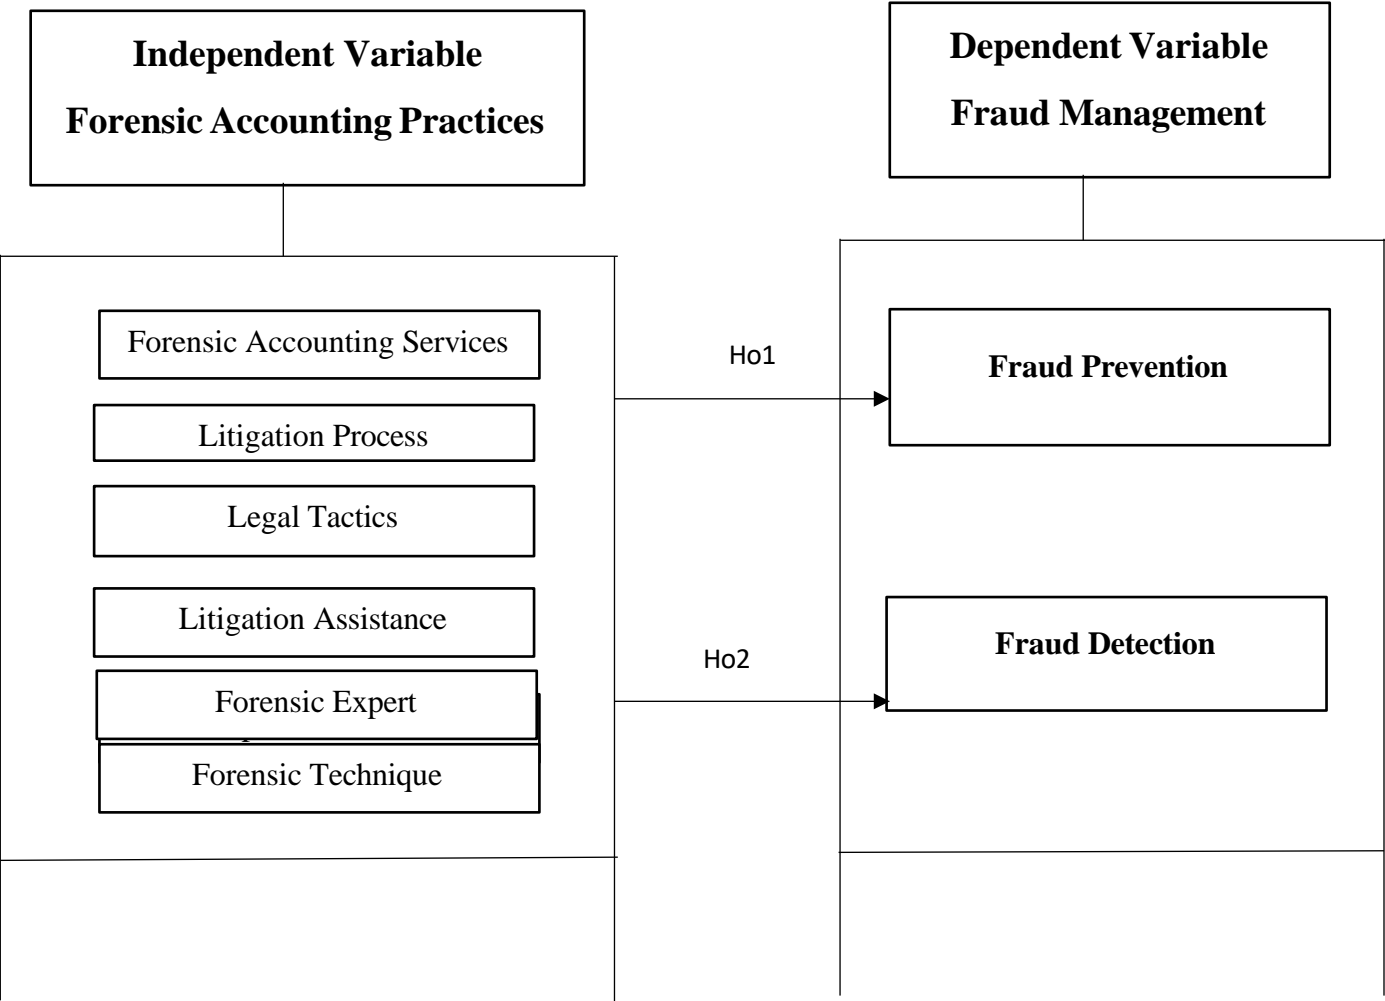 Independent Variable
Forensic Accounting Practices
Dependent Variable
Fraud Management
Forensic Accounting Services
Litigation Process
Legal Tactics
Litigation Assistance
Forensic Expert
Forensic Technique
Ho1
Ho2
Fraud Prevention
Fraud Detection